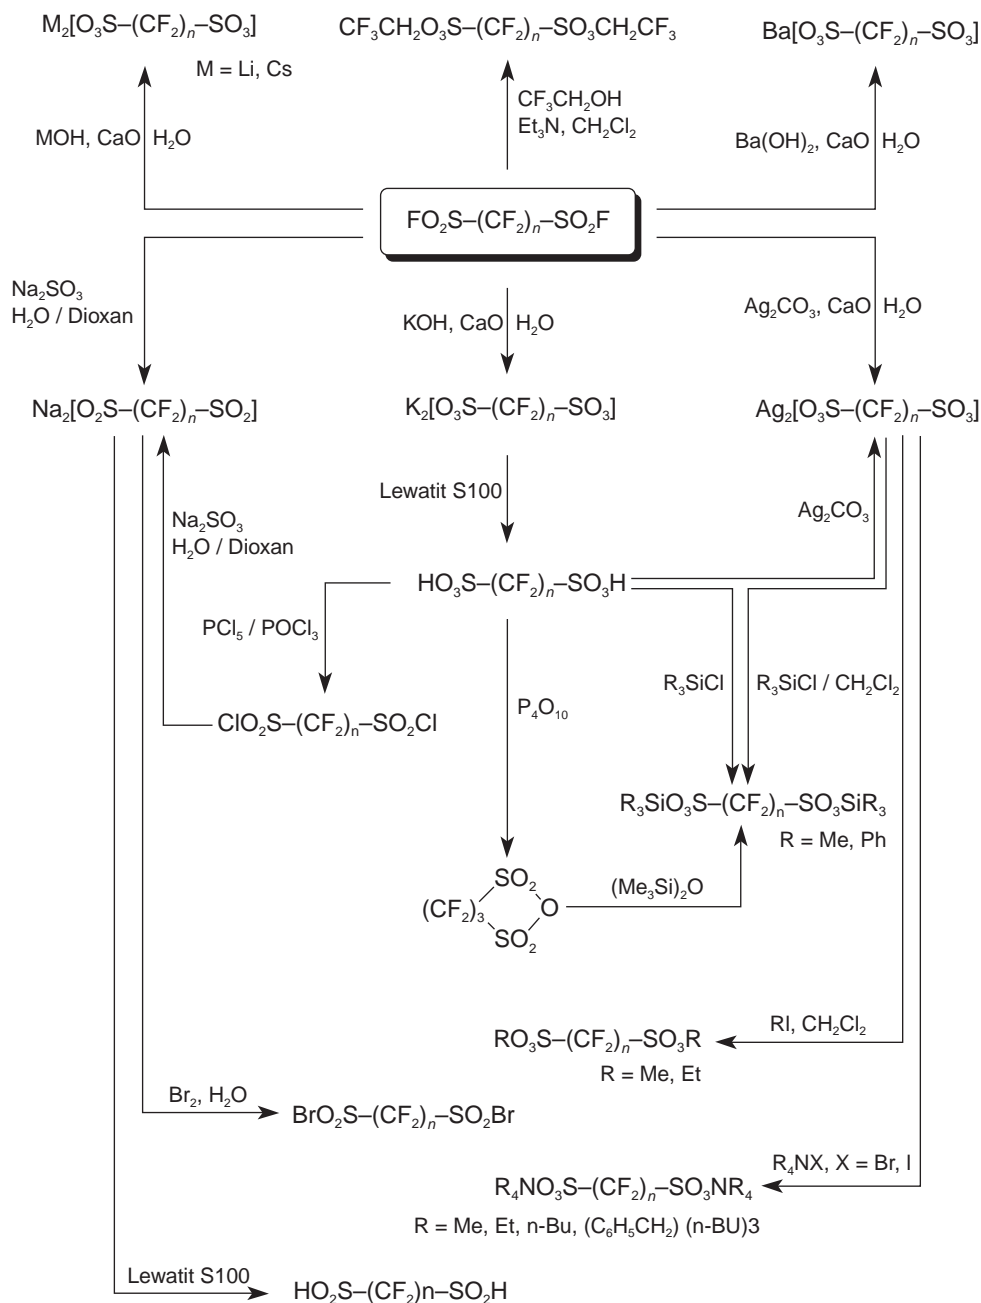 M₂[O₃S–(CF₂)ₙ–SO₃]
M = Li, Cs
CF₃CH₂O₃S–(CF₂)ₙ–SO₃CH₂CF₃
Ba[O₃S–(CF₂)ₙ–SO₃]
MOH, CaO H₂O
CF₃CH₂OH
Et₃N, CH₂Cl₂
Ba(OH)₂, CaO H₂O
FO₂S–(CF₂)ₙ–SO₂F
Na₂SO₃
H₂O / Dioxan
KOH, CaO H₂O
Ag₂CO₃, CaO H₂O
Na₂[O₂S–(CF₂)ₙ–SO₂]
K₂[O₃S–(CF₂)ₙ–SO₃]
Ag₂[O₃S–(CF₂)ₙ–SO₃]
Na₂SO₃
H₂O / Dioxan
Lewatit S100
Ag₂CO₃
HO₃S–(CF₂)ₙ–SO₃H
PCl₅ / POCl₃
P₄O₁₀
R₃SiCl
R₃SiCl / CH₂Cl₂
ClO₂S–(CF₂)ₙ–SO₂Cl
R₃SiO₃S–(CF₂)ₙ–SO₃SiR₃
R = Me, Ph
SO₂
(CF₂)₃ O
SO₂
(Me₃Si)₂O
RI, CH₂Cl₂
RO₃S–(CF₂)ₙ–SO₃R
R = Me, Et
Br₂, H₂O
BrO₂S–(CF₂)ₙ–SO₂Br
R₄NX, X = Br, I
R₄NO₃S–(CF₂)ₙ–SO₃NR₄
R = Me, Et, n-Bu, (C₆H₅CH₂) (n-BU)3
Lewatit S100
HO₂S–(CF₂)n–SO₂H